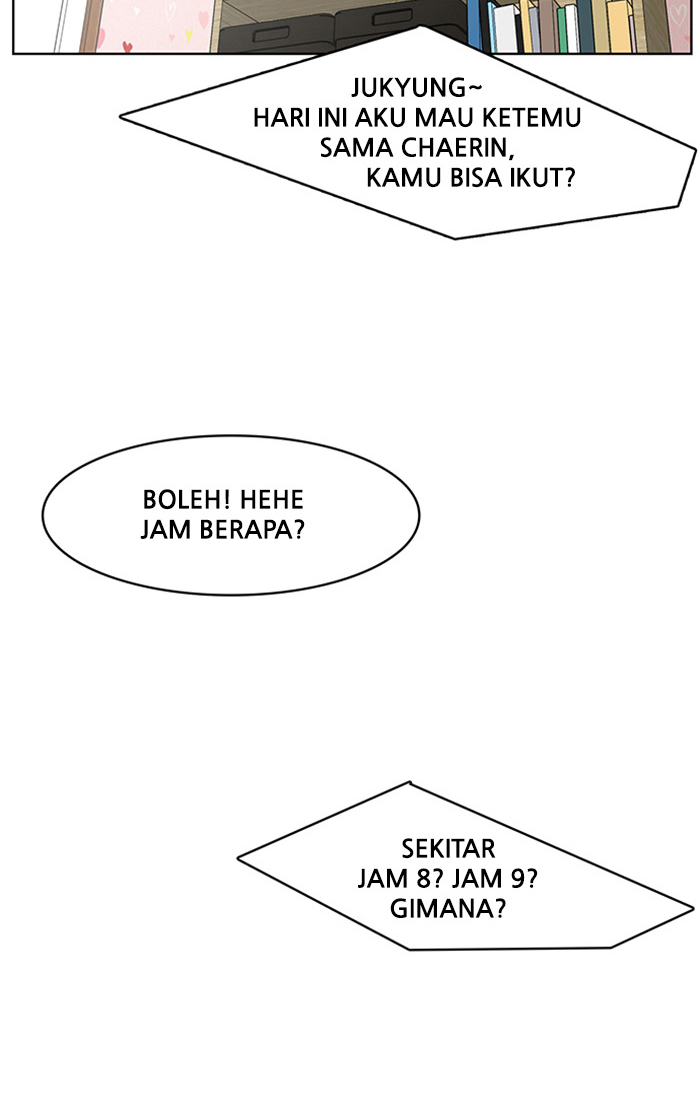 JUKYUNG~
HARI INI AKU MAU KETEMU
SAMA CHAERIN,
KAMU BISA IKUT?
BOLEH! HEHE
JAM BERAPA?
SEKITAR
JAM 8? JAM 9?
GIMANA?